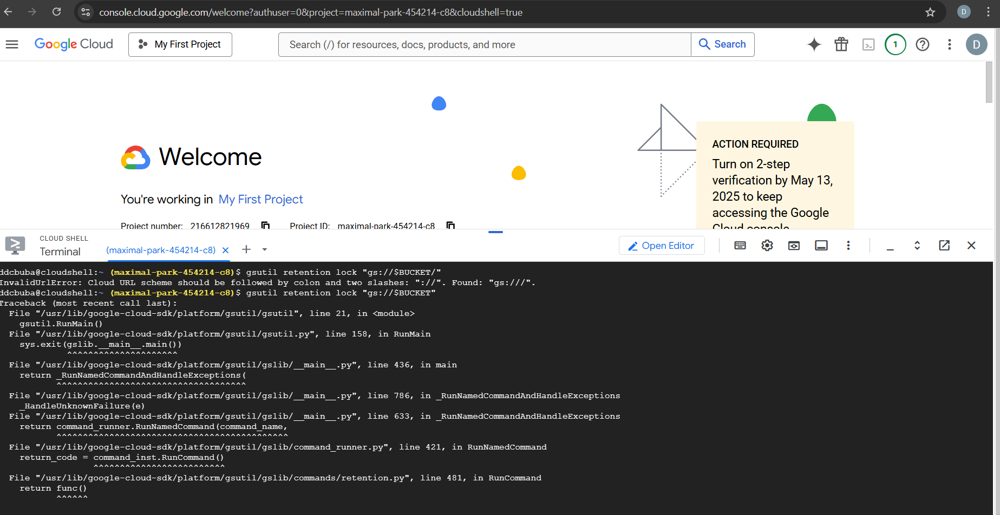 console.cloud.google.com/welcome?authuser=0&project=maximal-park-454214-c8&cloudshell=true
D
Google Cloud
My First Project
Search (/) for resources, docs, products, and more
Search
1
D
Welcome
You're working in My First Project
Project number: 216612821969
Project ID: maximal-park-454214-c8
ACTION REQUIRED
Turn on 2-step
verification by May 13,
2025 to keep
accessing the Google
Cloud console
CLOUD SHELL
Terminal
(maximal-park-454214-c8)
Open Editor
ddcbuba@cloudshell:~ (maximal-park-454214-c8)$ gsutil retention lock "gs://$BUCKET/"
InvalidUrlError: Cloud URL scheme should be followed by colon and two slashes: "://". Found: "gs:///".
ddcbuba@cloudshell:~ (maximal-park-454214-c8)$ gsutil retention lock "gs://$BUCKET"
Traceback (most recent call last):
File "/usr/lib/google-cloud-sdk/platform/gsutil/gsutil", line 21, in <module>
gsutil.RunMain()
File "/usr/lib/google-cloud-sdk/platform/gsutil/gsutil.py", line 158, in RunMain
sys.exit(gslib.__main__.main())
^^^^^^^^^^^^^^^^^^^^^
File "/usr/lib/google-cloud-sdk/platform/gsutil/gslib/__main__.py", line 436, in main
return _RunNamedCommandAndHandleExceptions(
^^^^^^^^^^^^^^^^^^^^^^^^^^^^^^^^^^^^
File "/usr/lib/google-cloud-sdk/platform/gsutil/gslib/__main__.py", line 786, in _RunNamedCommandAndHandleExceptions
_HandleUnknownFailure(e)
File "/usr/lib/google-cloud-sdk/platform/gsutil/gslib/__main__.py", line 633, in _RunNamedCommandAndHandleExceptions
return command_runner.RunNamedCommand(command_name,
^^^^^^^^^^^^^^^^^^^^^^^^^^^^^^^^^^^^^^^^^^^^
File "/usr/lib/google-cloud-sdk/platform/gsutil/gslib/command_runner.py", line 421, in RunNamedCommand
return_code = command_inst.RunCommand()
^^^^^^^^^^^^^^^^^^^^^^^^^
File "/usr/lib/google-cloud-sdk/platform/gsutil/gslib/commands/retention.py", line 481, in RunCommand
return func()
^^^^^^